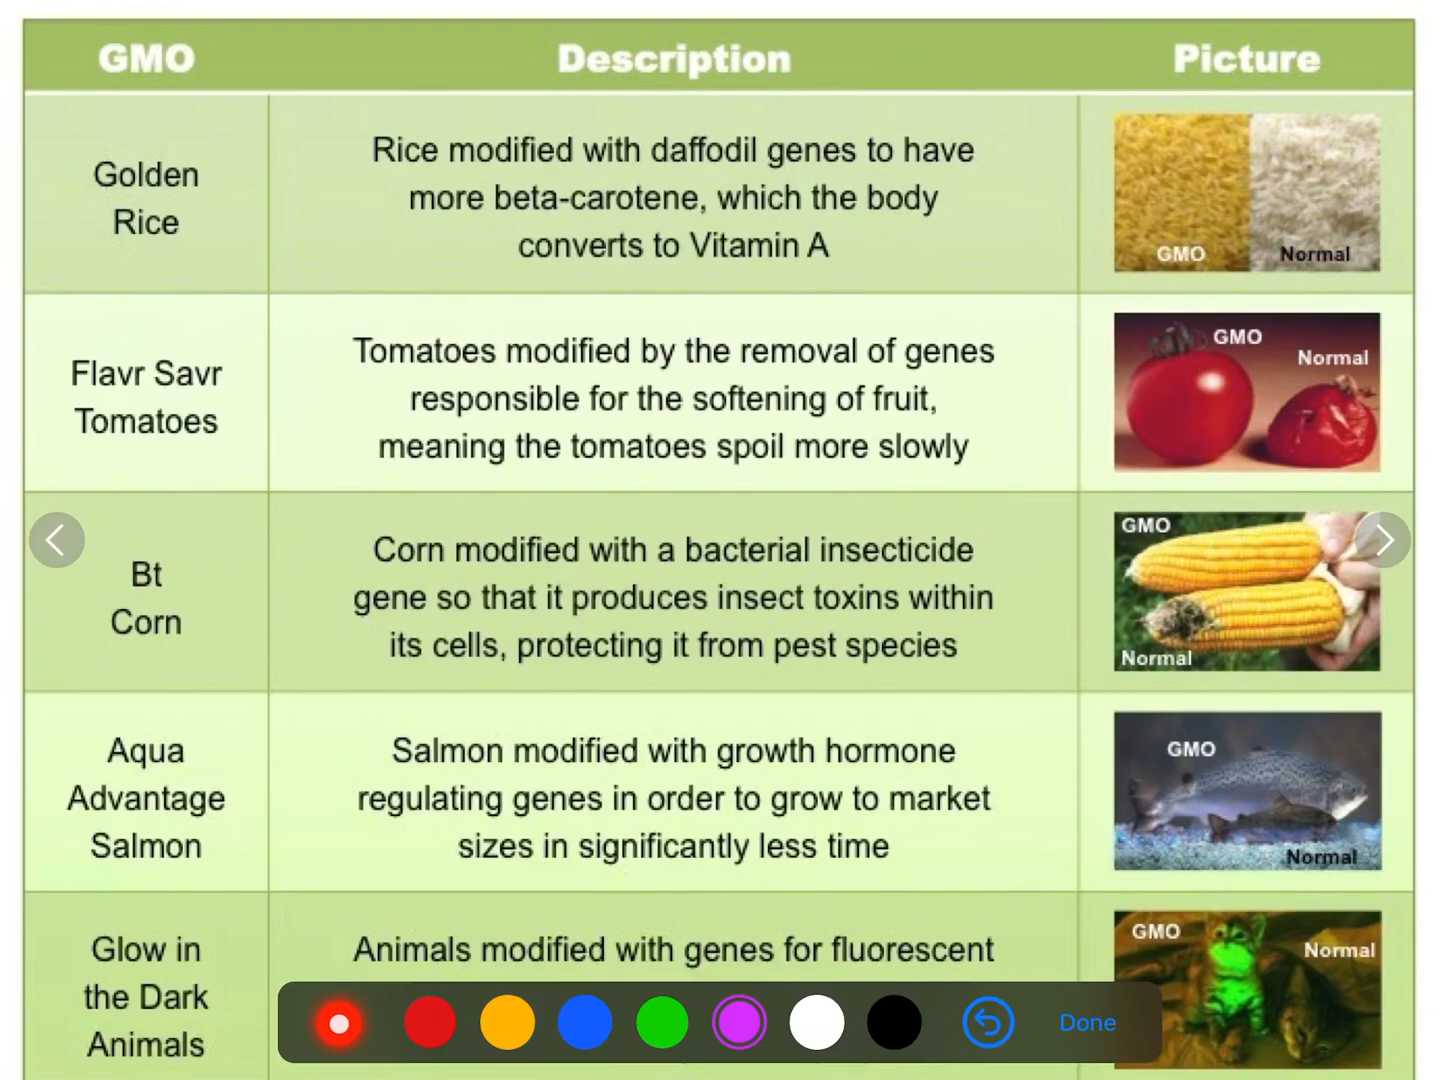 GMO
Description
Picture
Golden
Rice
Rice modified with daffodil genes to have
more beta-carotene, which the body
converts to Vitamin A
GMO
Normal
Flavr Savr
Tomatoes
Tomatoes modified by the removal of genes
responsible for the softening of fruit,
meaning the tomatoes spoil more slowly
GMO
Normal
Bt
Corn
Corn modified with a bacterial insecticide
gene so that it produces insect toxins within
its cells, protecting it from pest species
GMO
Normal
Aqua
Advantage
Salmon
Salmon modified with growth hormone
regulating genes in order to grow to market
sizes in significantly less time
GMO
Normal
Glow in
the Dark
Animals
Animals modified with genes for fluorescent
GMO
Normal
Done